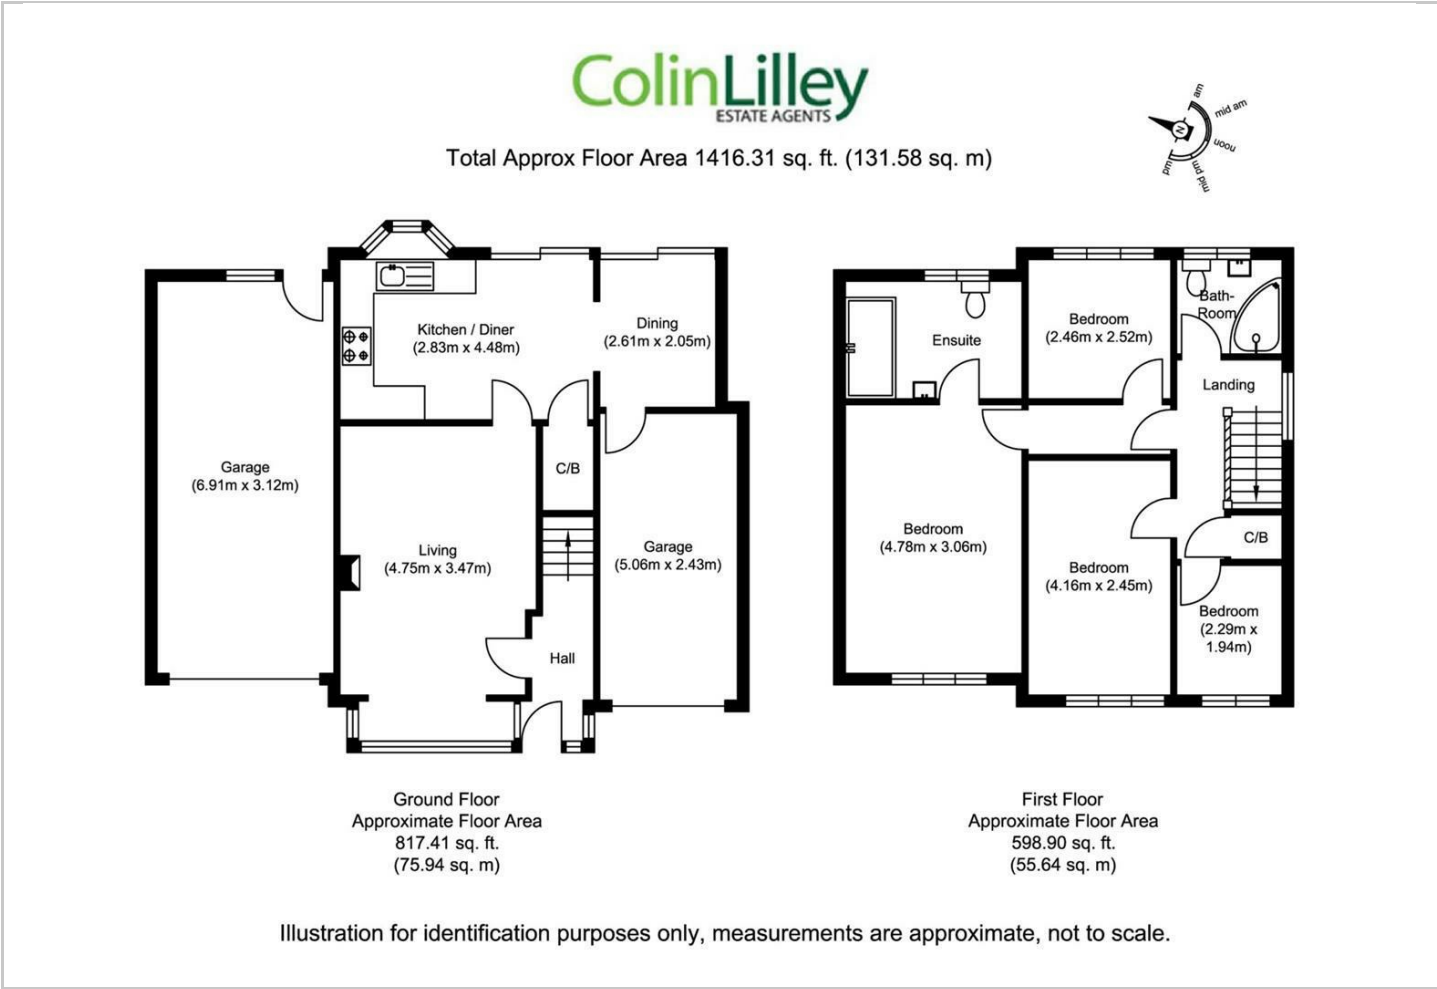 ColinLilley
ESTATE AGENTS
Total Approx Floor Area 1416.31 sq. ft. (131.58 sq. m)
am
mid am
noon
mid pm
pm
N
Kitchen / Diner
(2.83m x 4.48m)
Dining
(2.61m x 2.05m)
Garage
(6.91m x 3.12m)
C/B
Living
(4.75m x 3.47m)
Garage
(5.06m x 2.43m)
Hall
Ground Floor
Approximate Floor Area
817.41 sq. ft.
(75.94 sq. m)
Ensuite
Bedroom
(2.46m x 2.52m)
Bath-
Room
Landing
Bedroom
(4.78m x 3.06m)
Bedroom
(4.16m x 2.45m)
C/B
Bedroom
(2.29m x
1.94m)
First Floor
Approximate Floor Area
598.90 sq. ft.
(55.64 sq. m)
Illustration for identification purposes only, measurements are approximate, not to scale.